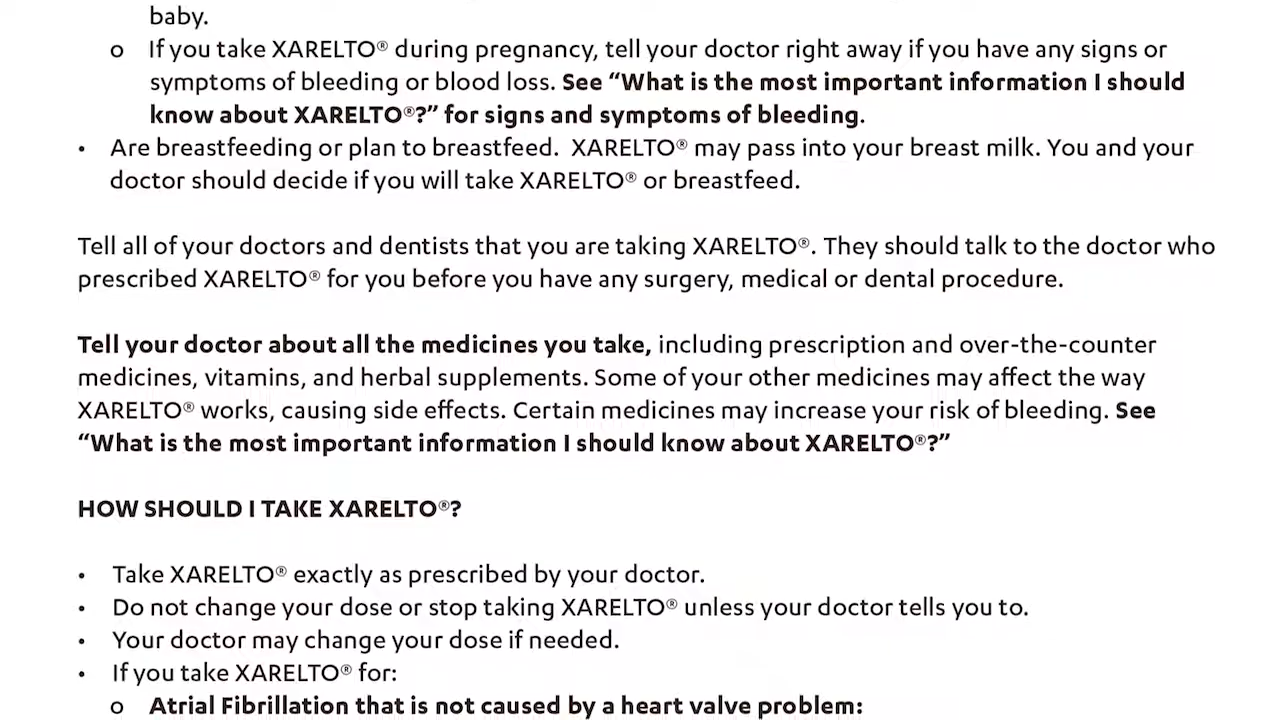 baby.
o If you take XARELTO® during pregnancy, tell your doctor right away if you have any signs or
symptoms of bleeding or blood loss. See “What is the most important information I should
know about XARELTO®?” for signs and symptoms of bleeding.
• Are breastfeeding or plan to breastfeed. XARELTO® may pass into your breast milk. You and your
doctor should decide if you will take XARELTO® or breastfeed.
Tell all of your doctors and dentists that you are taking XARELTO®. They should talk to the doctor who
prescribed XARELTO® for you before you have any surgery, medical or dental procedure.
Tell your doctor about all the medicines you take, including prescription and over-the-counter
medicines, vitamins, and herbal supplements. Some of your other medicines may affect the way
XARELTO® works, causing side effects. Certain medicines may increase your risk of bleeding. See
“What is the most important information I should know about XARELTO®?”
HOW SHOULD I TAKE XARELTO®?
• Take XARELTO® exactly as prescribed by your doctor.
• Do not change your dose or stop taking XARELTO® unless your doctor tells you to.
• Your doctor may change your dose if needed.
• If you take XARELTO® for:
o Atrial Fibrillation that is not caused by a heart valve problem: